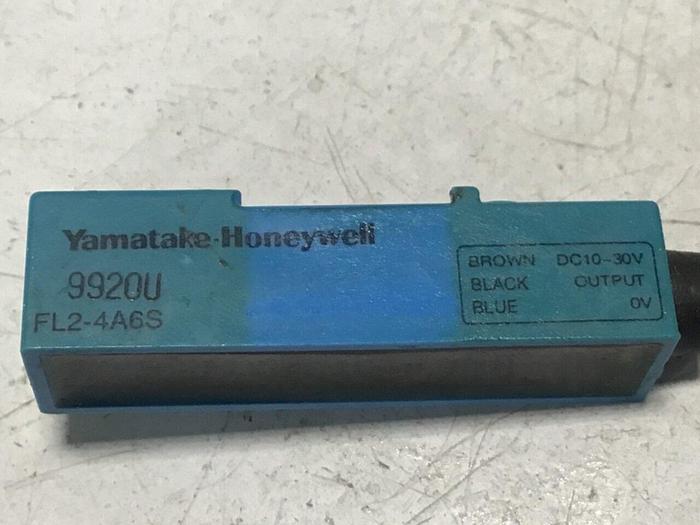 Yamatake-Honeywell
9920U
FL2-4A6S
BROWN DC10-30V
BLACK OUTPUT
BLUE 0V